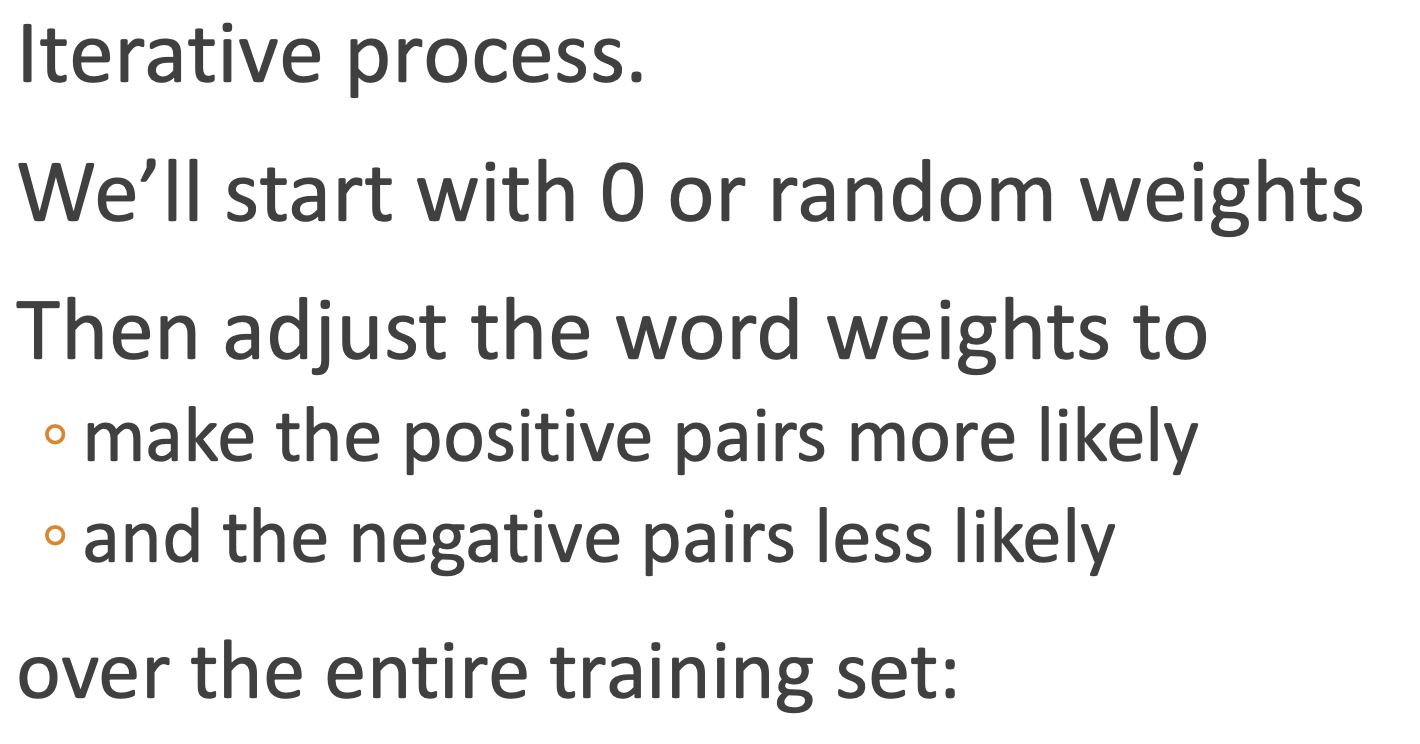 Iterative process.
We’ll start with 0 or random weights
Then adjust the word weights to
◦ make the positive pairs more likely
◦ and the negative pairs less likely
over the entire training set: